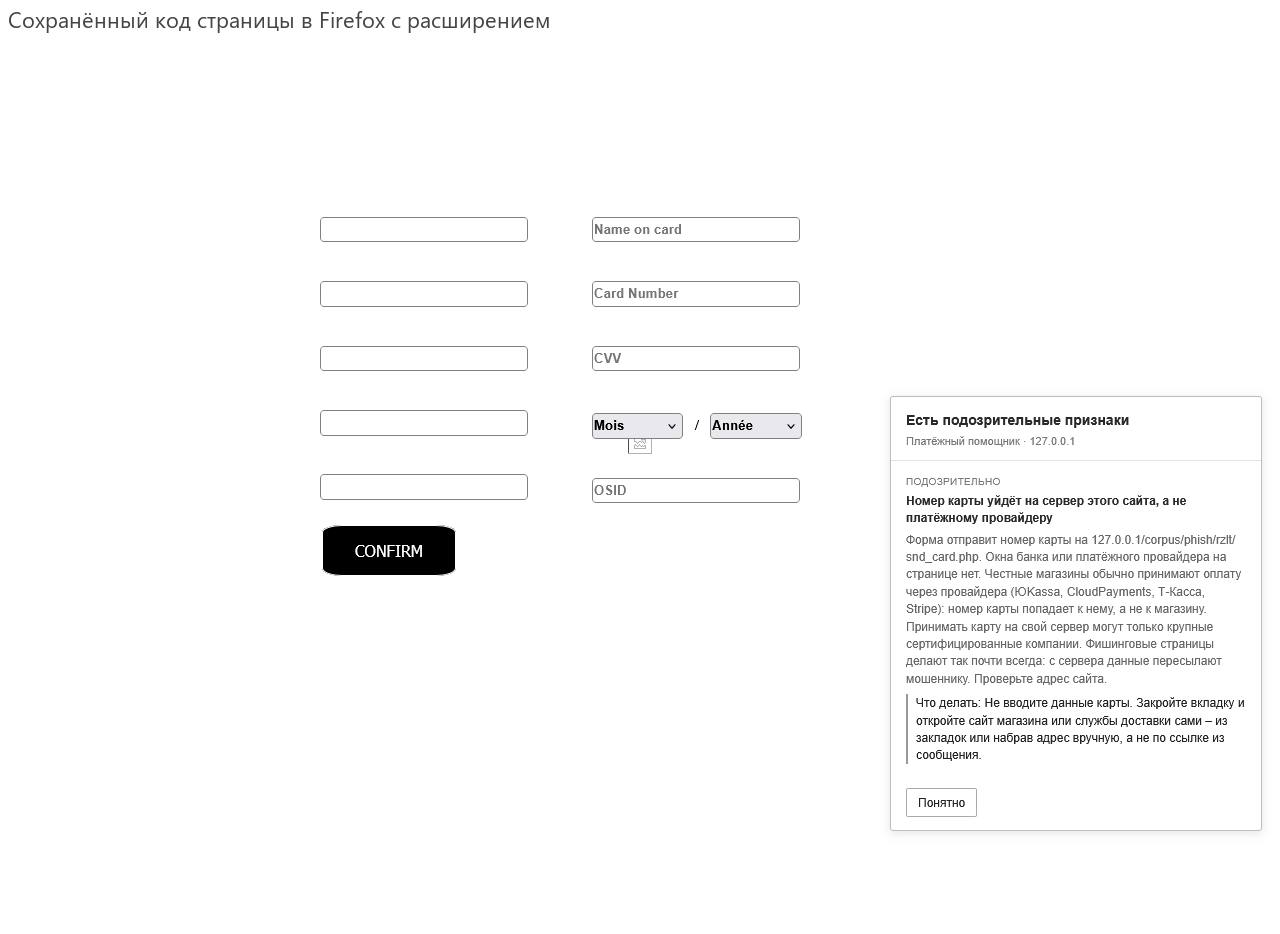 Сохранённый код страницы в Firefox с расширением
Name on card
Card Number
CVV
Mois / Année
OSID
CONFIRM
Есть подозрительные признаки
Платёжный помощник · 127.0.0.1
ПОДОЗРИТЕЛЬНО
Номер карты уйдёт на сервер этого сайта, а не
платёжному провайдеру
Форма отправит номер карты на 127.0.0.1/corpus/phish/rzlt/
snd_card.php. Окна банка или платёжного провайдера на
странице нет. Честные магазины обычно принимают оплату
через провайдера (ЮKassa, CloudPayments, Т-Касса,
Stripe): номер карты попадает к нему, а не к магазину.
Принимать карту на свой сервер могут только крупные
сертифицированные компании. Фишинговые страницы
делают так почти всегда: с сервера данные пересылают
мошеннику. Проверьте адрес сайта.
Что делать: Не вводите данные карты. Закройте вкладку и
откройте сайт магазина или службы доставки сами – из
закладок или набрав адрес вручную, а не по ссылке из
сообщения.
Понятно